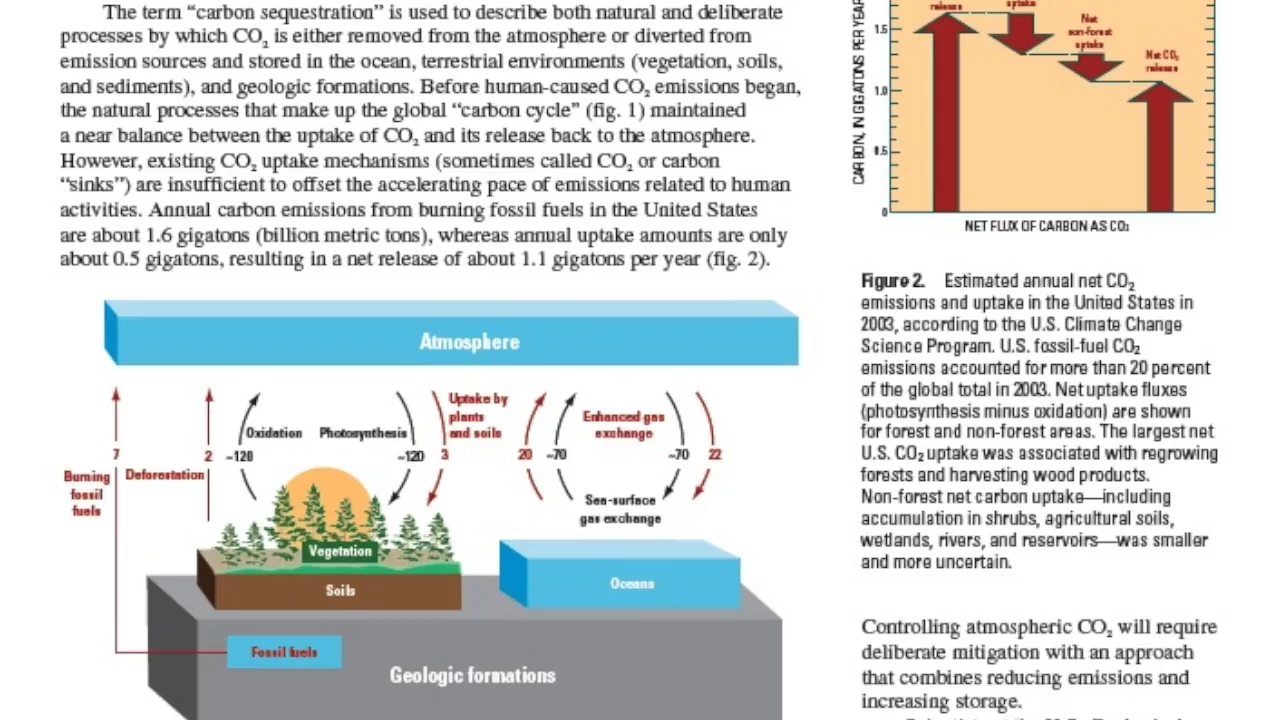 The term “carbon sequestration” is used to describe both natural and deliberate
processes by which CO₂ is either removed from the atmosphere or diverted from
emission sources and stored in the ocean, terrestrial environments (vegetation, soils,
and sediments), and geologic formations. Before human-caused CO₂ emissions began,
the natural processes that make up the global “carbon cycle” (fig. 1) maintained
a near balance between the uptake of CO₂ and its release back to the atmosphere.
However, existing CO₂ uptake mechanisms (sometimes called CO₂ or carbon
“sinks”) are insufficient to offset the accelerating pace of emissions related to human
activities. Annual carbon emissions from burning fossil fuels in the United States
are about 1.6 gigatons (billion metric tons), whereas annual uptake amounts are only
about 0.5 gigatons, resulting in a net release of about 1.1 gigatons per year (fig. 2).
Atmosphere
Oxidation
Photosynthesis
Uptake by
plants
and soils
Enhanced gas
exchange
7
2
~120
~120
3
20
~70
~70
22
Burning
fossil
fuels
Deforestation
Sea-surface
gas exchange
Vegetation
Soils
Oceans
Fossil fuels
Geologic formations
CARBON, IN GIGATONS PER YEAR
release
uptake
Net
non-forest
uptake
Net CO₂
release
1.5
1.0
0.5
0
NET FLUX OF CARBON AS CO₂
Figure 2. Estimated annual net CO₂
emissions and uptake in the United States in
2003, according to the U.S. Climate Change
Science Program. U.S. fossil-fuel CO₂
emissions accounted for more than 20 percent
of the global total in 2003. Net uptake fluxes
(photosynthesis minus oxidation) are shown
for forest and non-forest areas. The largest net
U.S. CO₂ uptake was associated with regrowing
forests and harvesting wood products.
Non-forest net carbon uptake—including
accumulation in shrubs, agricultural soils,
wetlands, rivers, and reservoirs—was smaller
and more uncertain.
Controlling atmospheric CO₂ will require
deliberate mitigation with an approach
that combines reducing emissions and
increasing storage.